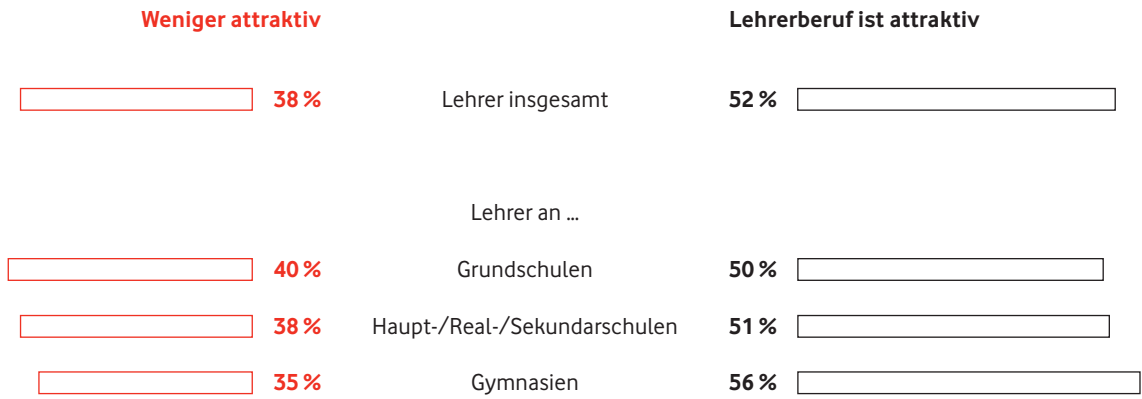 Weniger attraktiv Lehrerberuf ist attraktiv
38 % Lehrer insgesamt 52 %
Lehrer an ...
40 % Grundschulen 50 %
38 % Haupt-/Real-/Sekundarschulen 51 %
35 % Gymnasien 56 %